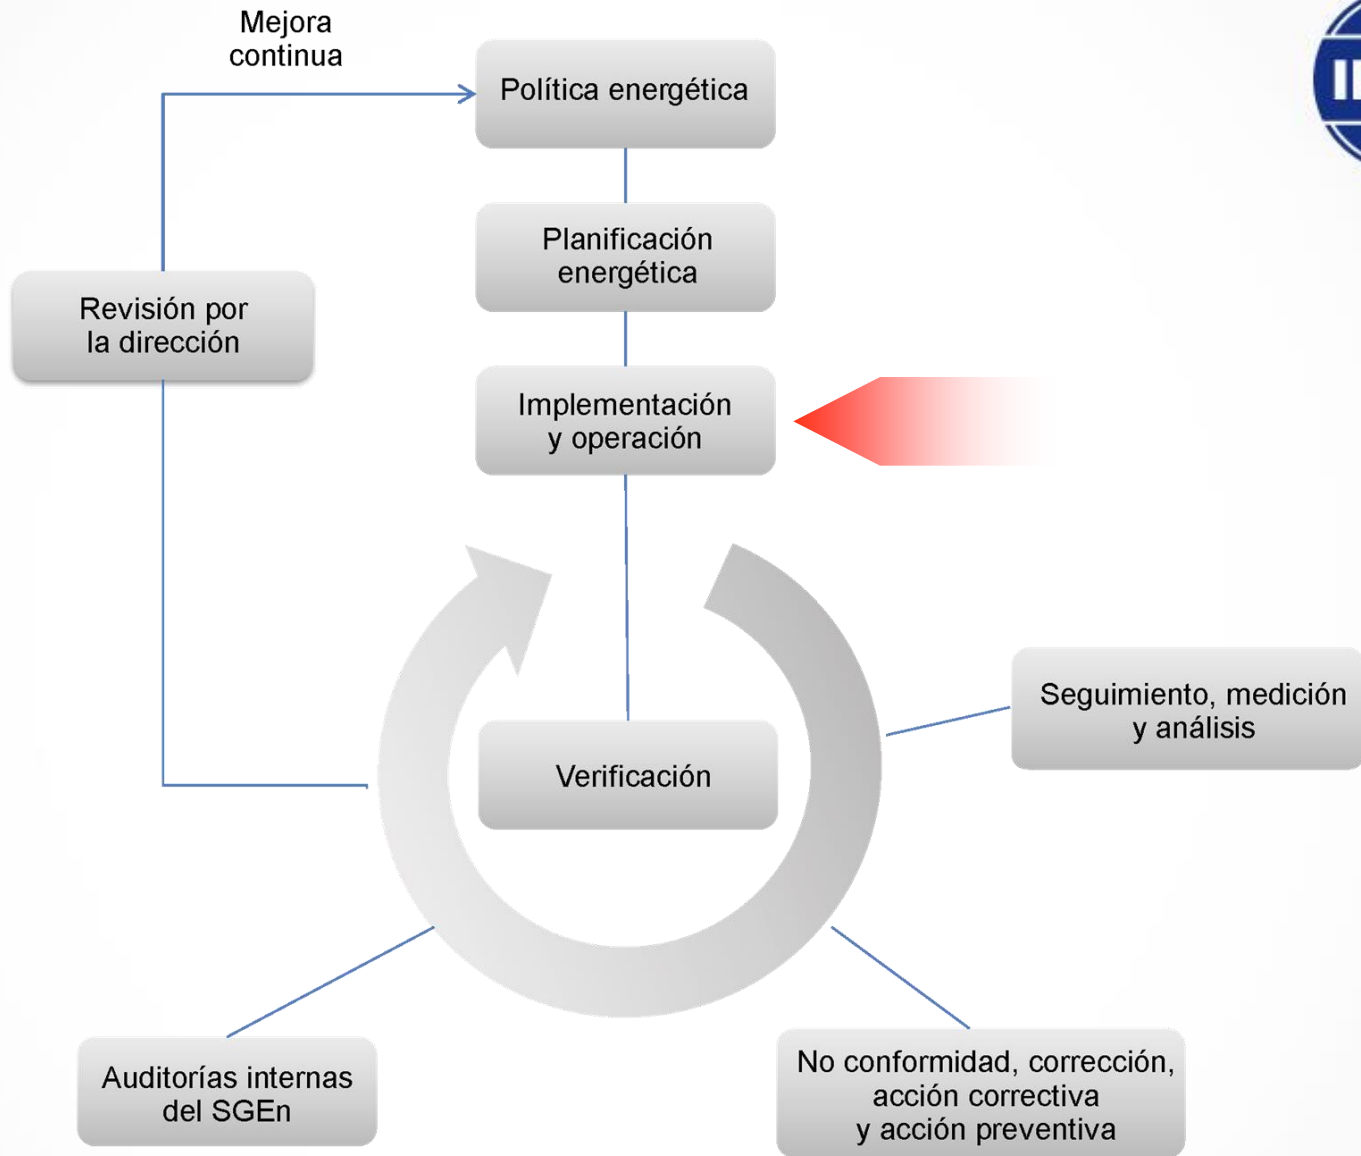 Mejora
continua
Política energética
Planificación
energética
Revisión por
la dirección
Implementación
y operación
Seguimiento, medición
y análisis
Verificación
Auditorías internas
del SGEn
No conformidad, corrección,
acción correctiva
y acción preventiva